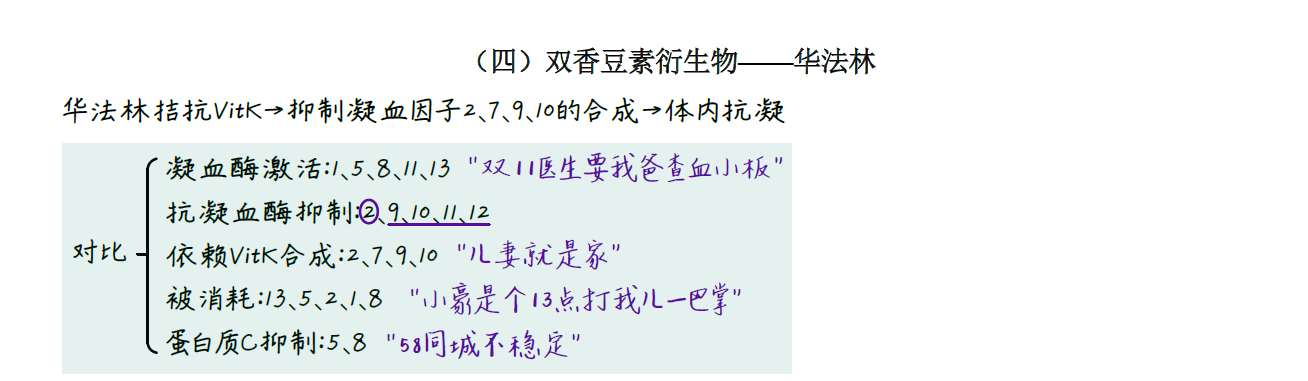 （四）双香豆素衍生物——华法林
华法林拮抗VitK→抑制凝血因子2、7、9、10的合成→体内抗凝
凝血酶激活:1、5、8、11、13 "双11医生要我爸查血小板"
抗凝血酶抑制:2、9、10、11、12
对比
依赖VitK合成:2、7、9、10 "儿妻就是家"
被消耗:13、5、2、1、8 "小豪是个13点打我儿一巴掌"
蛋白质C抑制:5、8 "58同城不稳定"